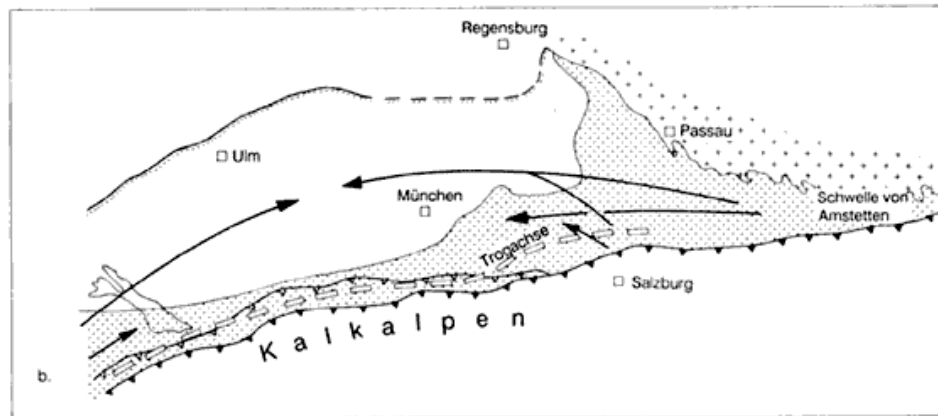 Regensburg
Passau
Ulm
München
Schwelle von
Amstetten
Trogachse
Salzburg
Kalkalpen
b.